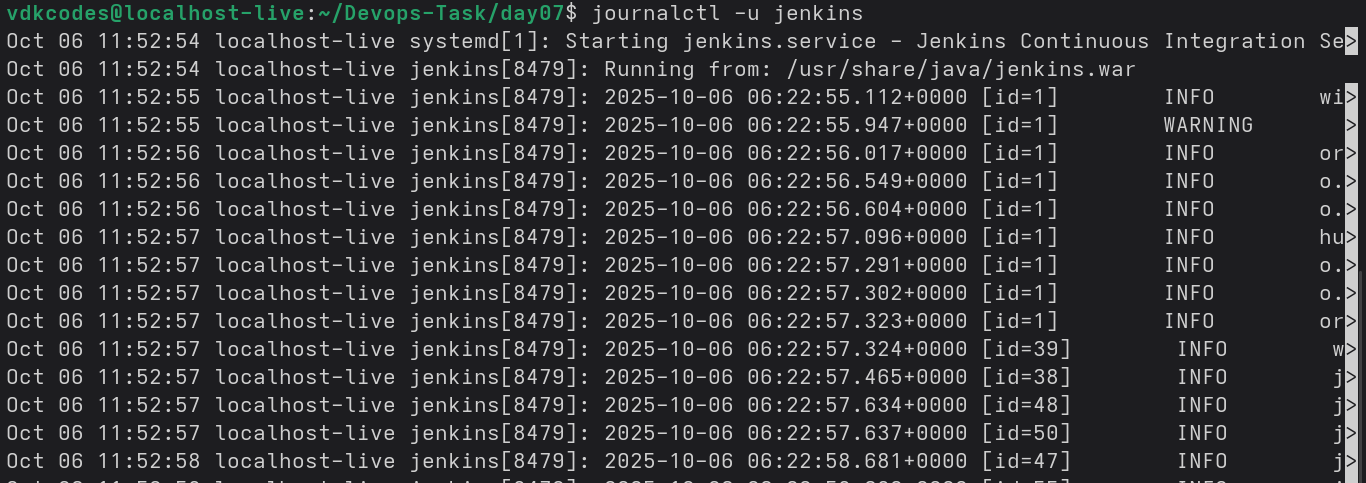 vdkcodes@localhost-live:~/Devops-Task/day07$ journalctl -u jenkins
Oct 06 11:52:54 localhost-live systemd[1]: Starting jenkins.service - Jenkins Continuous Integration Se>
Oct 06 11:52:54 localhost-live jenkins[8479]: Running from: /usr/share/java/jenkins.war
Oct 06 11:52:55 localhost-live jenkins[8479]: 2025-10-06 06:22:55.112+0000 [id=1]        INFO        wi>
Oct 06 11:52:55 localhost-live jenkins[8479]: 2025-10-06 06:22:55.947+0000 [id=1]        WARNING       >
Oct 06 11:52:56 localhost-live jenkins[8479]: 2025-10-06 06:22:56.017+0000 [id=1]        INFO        or>
Oct 06 11:52:56 localhost-live jenkins[8479]: 2025-10-06 06:22:56.549+0000 [id=1]        INFO        o.>
Oct 06 11:52:56 localhost-live jenkins[8479]: 2025-10-06 06:22:56.604+0000 [id=1]        INFO        o.>
Oct 06 11:52:57 localhost-live jenkins[8479]: 2025-10-06 06:22:57.096+0000 [id=1]        INFO        hu>
Oct 06 11:52:57 localhost-live jenkins[8479]: 2025-10-06 06:22:57.291+0000 [id=1]        INFO        o.>
Oct 06 11:52:57 localhost-live jenkins[8479]: 2025-10-06 06:22:57.302+0000 [id=1]        INFO        o.>
Oct 06 11:52:57 localhost-live jenkins[8479]: 2025-10-06 06:22:57.323+0000 [id=1]        INFO        or>
Oct 06 11:52:57 localhost-live jenkins[8479]: 2025-10-06 06:22:57.324+0000 [id=39]        INFO        w>
Oct 06 11:52:57 localhost-live jenkins[8479]: 2025-10-06 06:22:57.465+0000 [id=38]        INFO        j>
Oct 06 11:52:57 localhost-live jenkins[8479]: 2025-10-06 06:22:57.634+0000 [id=48]        INFO        j>
Oct 06 11:52:57 localhost-live jenkins[8479]: 2025-10-06 06:22:57.637+0000 [id=50]        INFO        j>
Oct 06 11:52:58 localhost-live jenkins[8479]: 2025-10-06 06:22:58.681+0000 [id=47]        INFO        j>